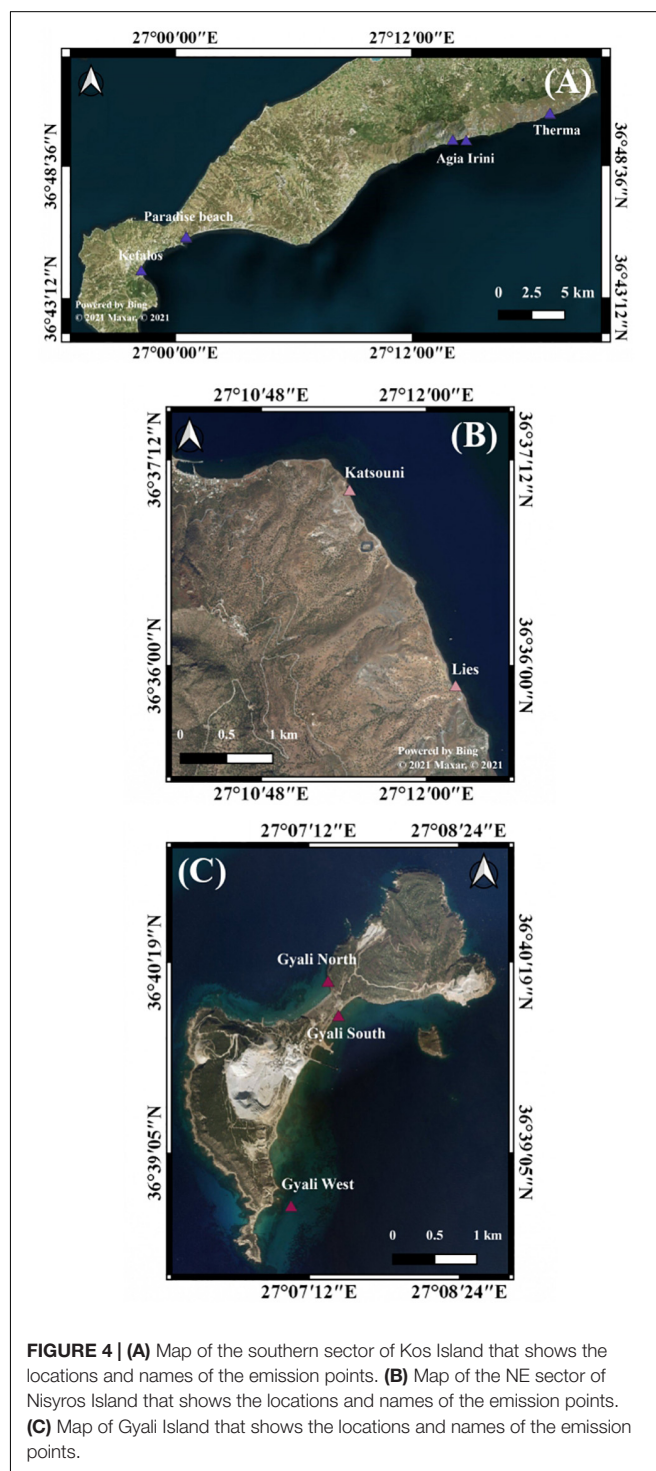 27°00'00"E 27°12'00"E
(A)
Therma
Agia Irini
36°48'36"N 36°48'36"N
Paradise beach
Kefalos
36°43'12"N 36°43'12"N
Powered by Bing
© 2021 Maxar, © 2021
0 2.5 5 km
27°00'00"E 27°12'00"E
27°10'48"E 27°12'00"E
(B)
36°37'12"N 36°37'12"N
Katsouni
36°36'00"N 36°36'00"N
Lies
0 0.5 1 km
Powered by Bing
© 2021 Maxar, © 2021
27°10'48"E 27°12'00"E
27°07'12"E 27°08'24"E
(C)
36°40'19"N 36°40'19"N
Gyali North
Gyali South
36°39'05"N 36°39'05"N
Gyali West
0 0.5 1 km
27°07'12"E 27°08'24"E
FIGURE 4 | (A) Map of the southern sector of Kos Island that shows the
locations and names of the emission points. (B) Map of the NE sector of
Nisyros Island that shows the locations and names of the emission points.
(C) Map of Gyali Island that shows the locations and names of the emission
points.